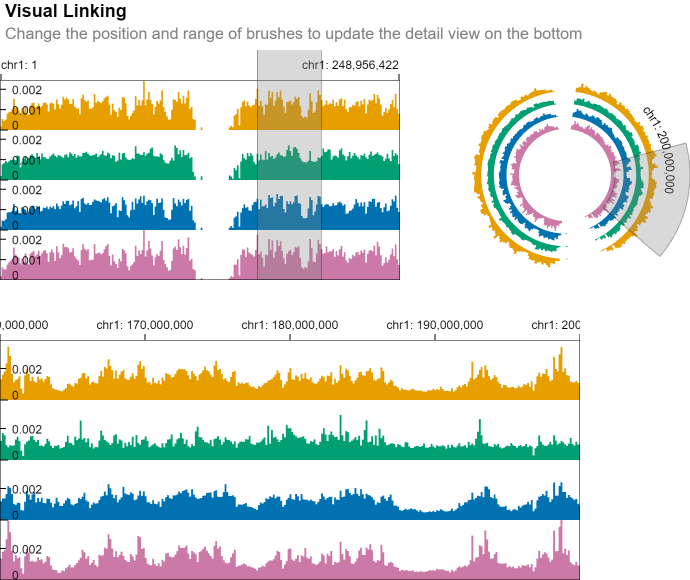 Visual Linking
Change the position and range of brushes to update the detail view on the bottom
chr1: 1
chr1: 248,956,422
0.002
0.001
0
0.002
0.001
0
0.002
0.001
0
0.002
0.001
0
chr1: 200,000,000
0,000,000
chr1: 170,000,000
chr1: 180,000,000
chr1: 190,000,000
chr1: 200
0.002
0
0.002
0
0.002
0
0.002
0